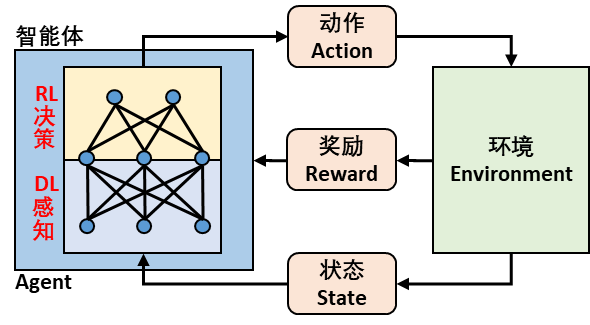 智能体
RL
决
策
DL
感
知
Agent
动作
Action
奖励
Reward
状态
State
环境
Environment